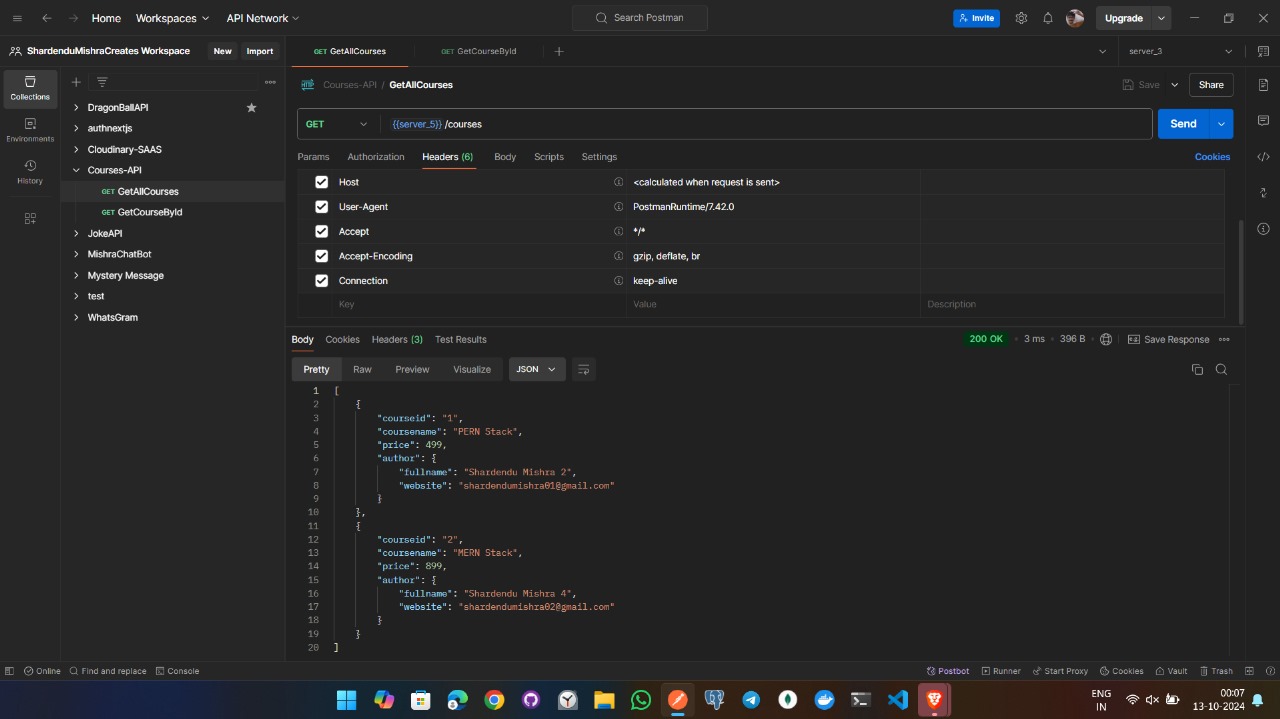 Home Workspaces API Network Search Postman Invite Upgrade
ShardenduMishraCreates Workspace New Import GET GetAllCourses GET GetCourseById server_3
Collections
Environments
History
DragonBallAPI
authnextjs
Cloudinary-SAAS
Courses-API
GET GetAllCourses
GET GetCourseById
JokeAPI
MishraChatBot
Mystery Message
test
WhatsGram
HTTP Courses-API / GetAllCourses Save Share
GET {{server_5}} /courses Send
Params Authorization Headers (6) Body Scripts Settings Cookies
Host <calculated when request is sent>
User-Agent PostmanRuntime/7.42.0
Accept */*
Accept-Encoding gzip, deflate, br
Connection keep-alive
Key Value Description
Body Cookies Headers (3) Test Results 200 OK • 3 ms • 396 B Save Response
Pretty Raw Preview Visualize JSON
1 [
2 {
3 "courseid": "1",
4 "coursename": "PERN Stack",
5 "price": 499,
6 "author": {
7 "fullname": "Shardendu Mishra 2",
8 "website": "shardendumishra01@gmail.com"
9 }
10 },
11 {
12 "courseid": "2",
13 "coursename": "MERN Stack",
14 "price": 899,
15 "author": {
16 "fullname": "Shardendu Mishra 4",
17 "website": "shardendumishra02@gmail.com"
18 }
19 }
20 ]
Online Find and replace Console Postbot Runner Start Proxy Cookies Vault Trash
ENG 00:07
IN 13-10-2024